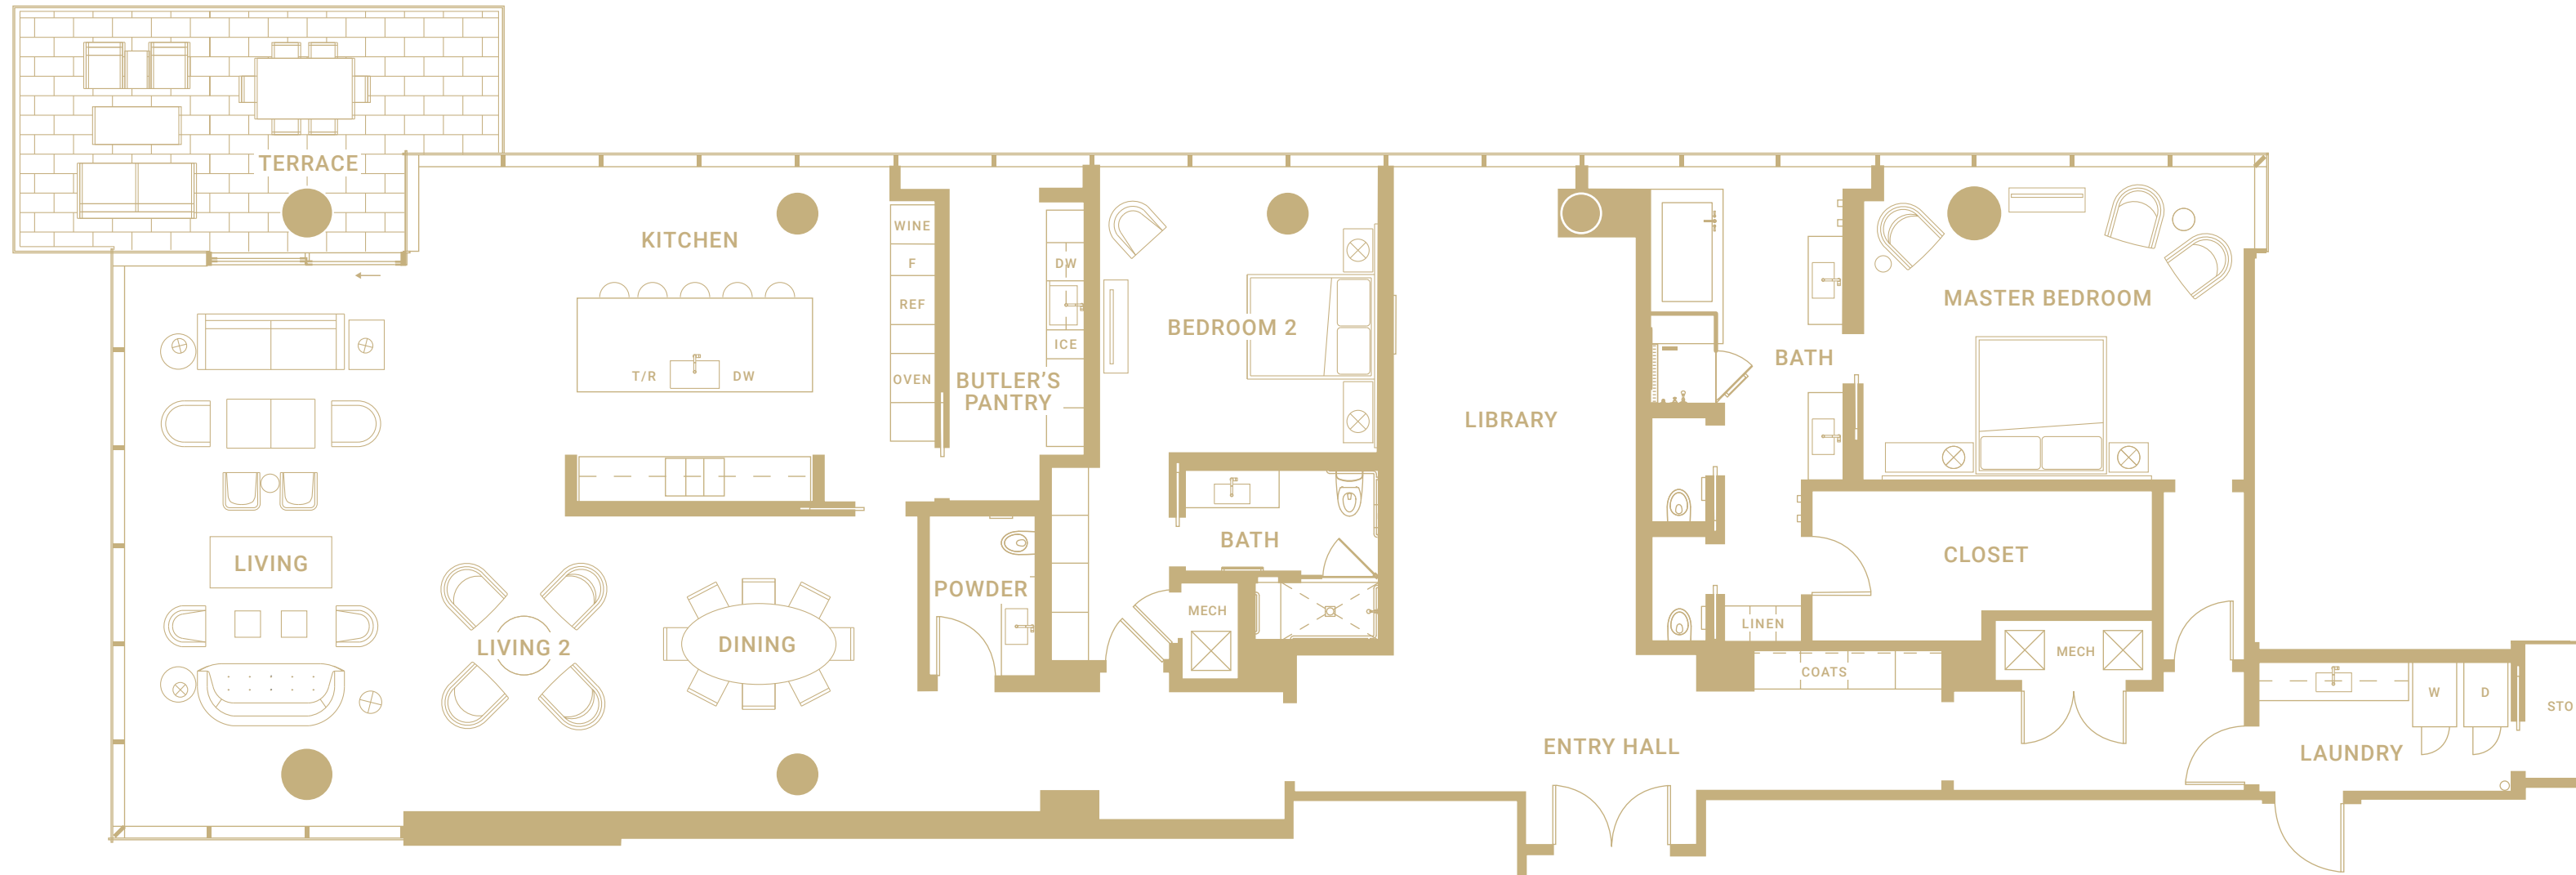 TERRACE
KITCHEN
WINE
F
REF
OVEN
T/R
DW
BUTLER'S
PANTRY
DW
ICE
BEDROOM 2
LIBRARY
BATH
MASTER BEDROOM
LIVING
LIVING 2
DINING
POWDER
BATH
MECH
CLOSET
LINEN
COATS
MECH
ENTRY HALL
W
D
LAUNDRY
STO